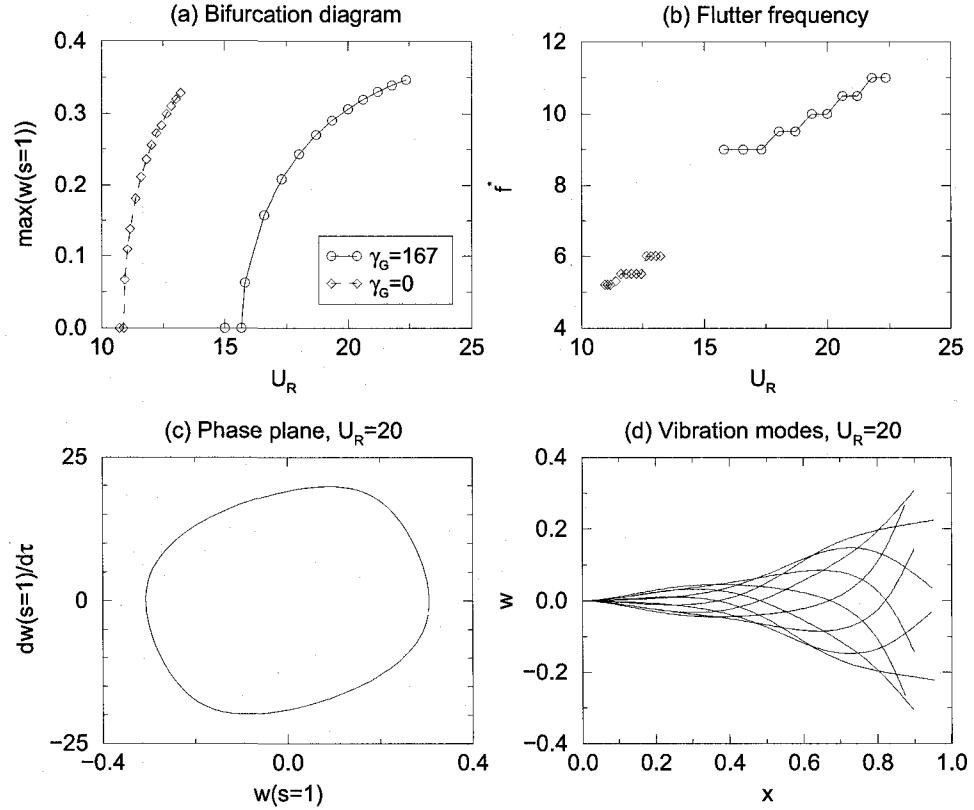 (a) Bifurcation diagram
0.4
0.3
0.2
0.1
0.0
max(w(s=1))
10
15
20
25
U_R
γ_G=167
γ_G=0
(b) Flutter frequency
12
10
8
6
4
f*
10
15
20
25
U_R
(c) Phase plane, U_R=20
25
0
−25
dw(s=1)/dτ
−0.4
0.0
0.4
w(s=1)
(d) Vibration modes, U_R=20
0.4
0.2
0.0
−0.2
−0.4
w
0.0
0.2
0.4
0.6
0.8
1.0
x